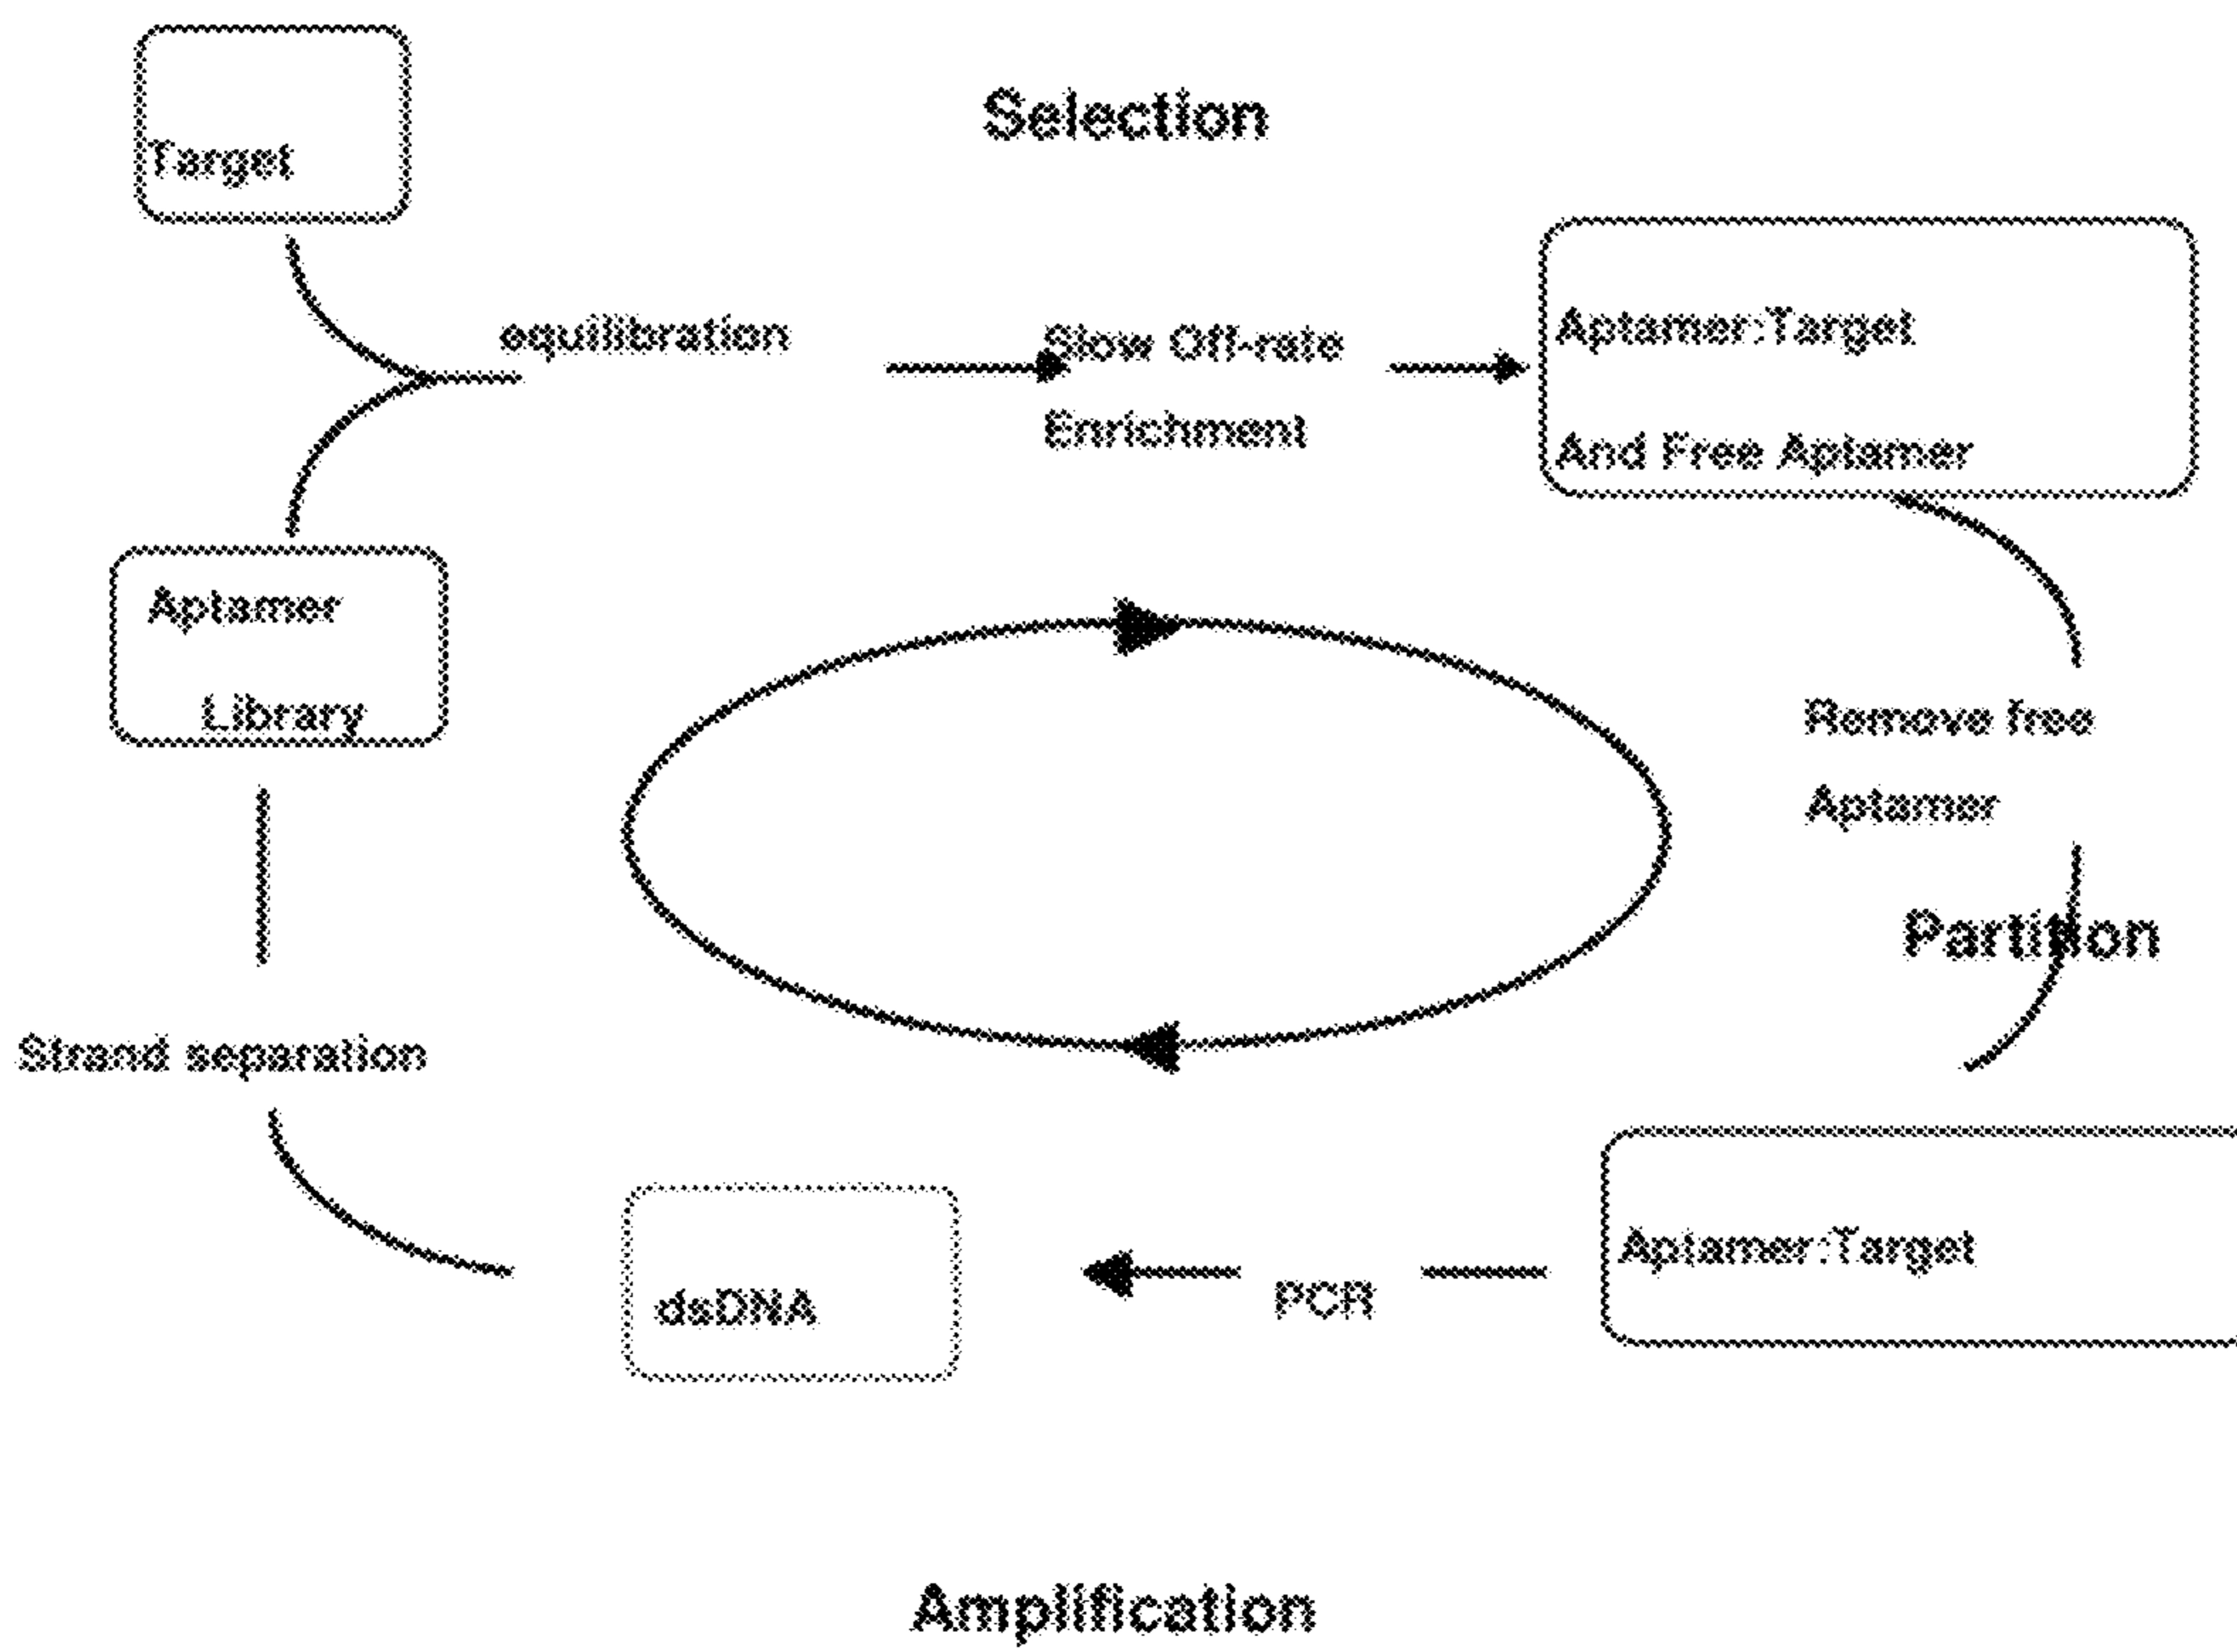 Target
Selection
equilibration
Slow Off-rate
Enrichment
Aptamer:Target
And Free Aptamer
Aptamer
Library
Remove free
Aptamer
Partition
Strand separation
Aptamer:Target
PCR
dsDNA
Amplification